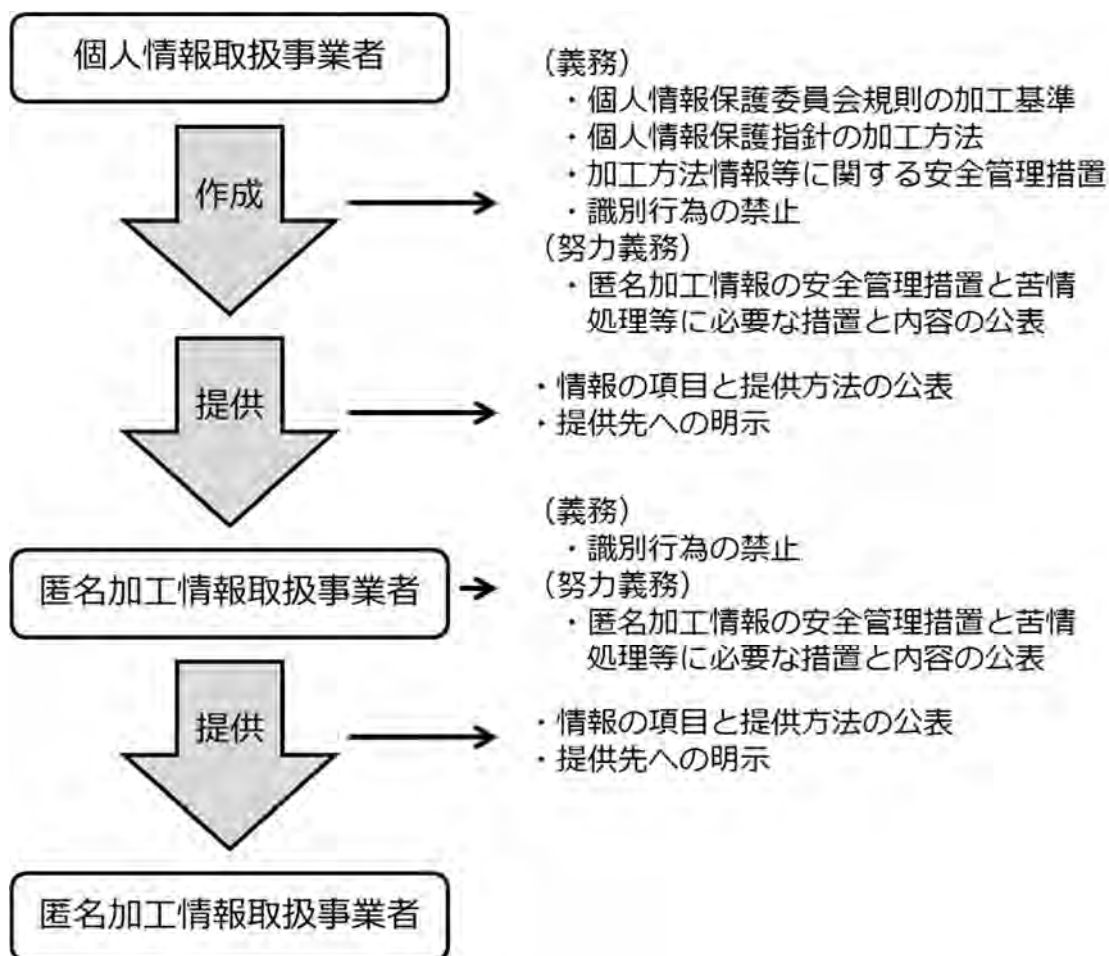 個人情報取扱事業者
(義務)
・個人情報保護委員会規則の加工基準
・個人情報保護指針の加工方法
・加工方法情報等に関する安全管理措置
・識別行為の禁止
(努力義務)
・匿名加工情報の安全管理措置と苦情
処理等に必要な措置と内容の公表
作成
提供
・情報の項目と提供方法の公表
・提供先への明示
匿名加工情報取扱事業者
(義務)
・識別行為の禁止
(努力義務)
・匿名加工情報の安全管理措置と苦情
処理等に必要な措置と内容の公表
提供
・情報の項目と提供方法の公表
・提供先への明示
匿名加工情報取扱事業者